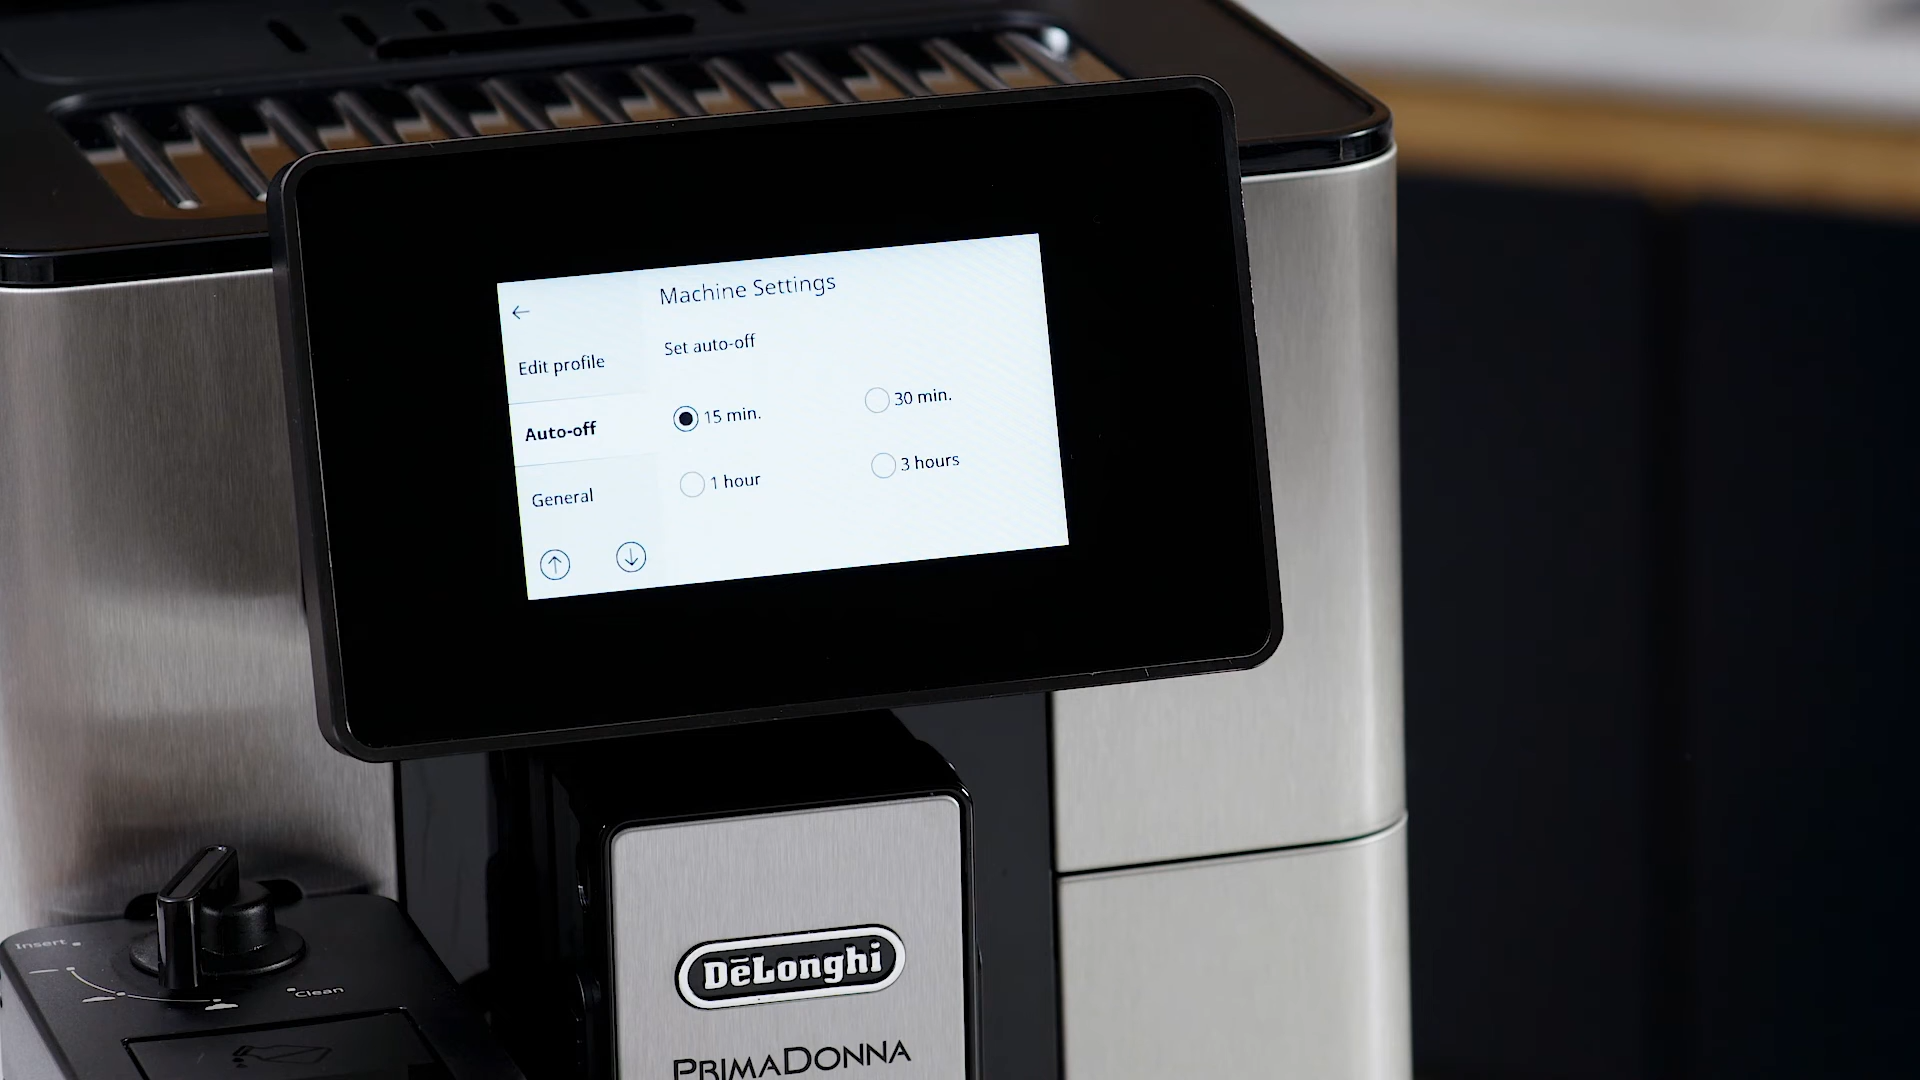 Machine Settings
Edit profile
Auto-off
General
Set auto-off
15 min.
30 min.
1 hour
3 hours
Insert
Clean
DēLonghi
PRIMADONNA